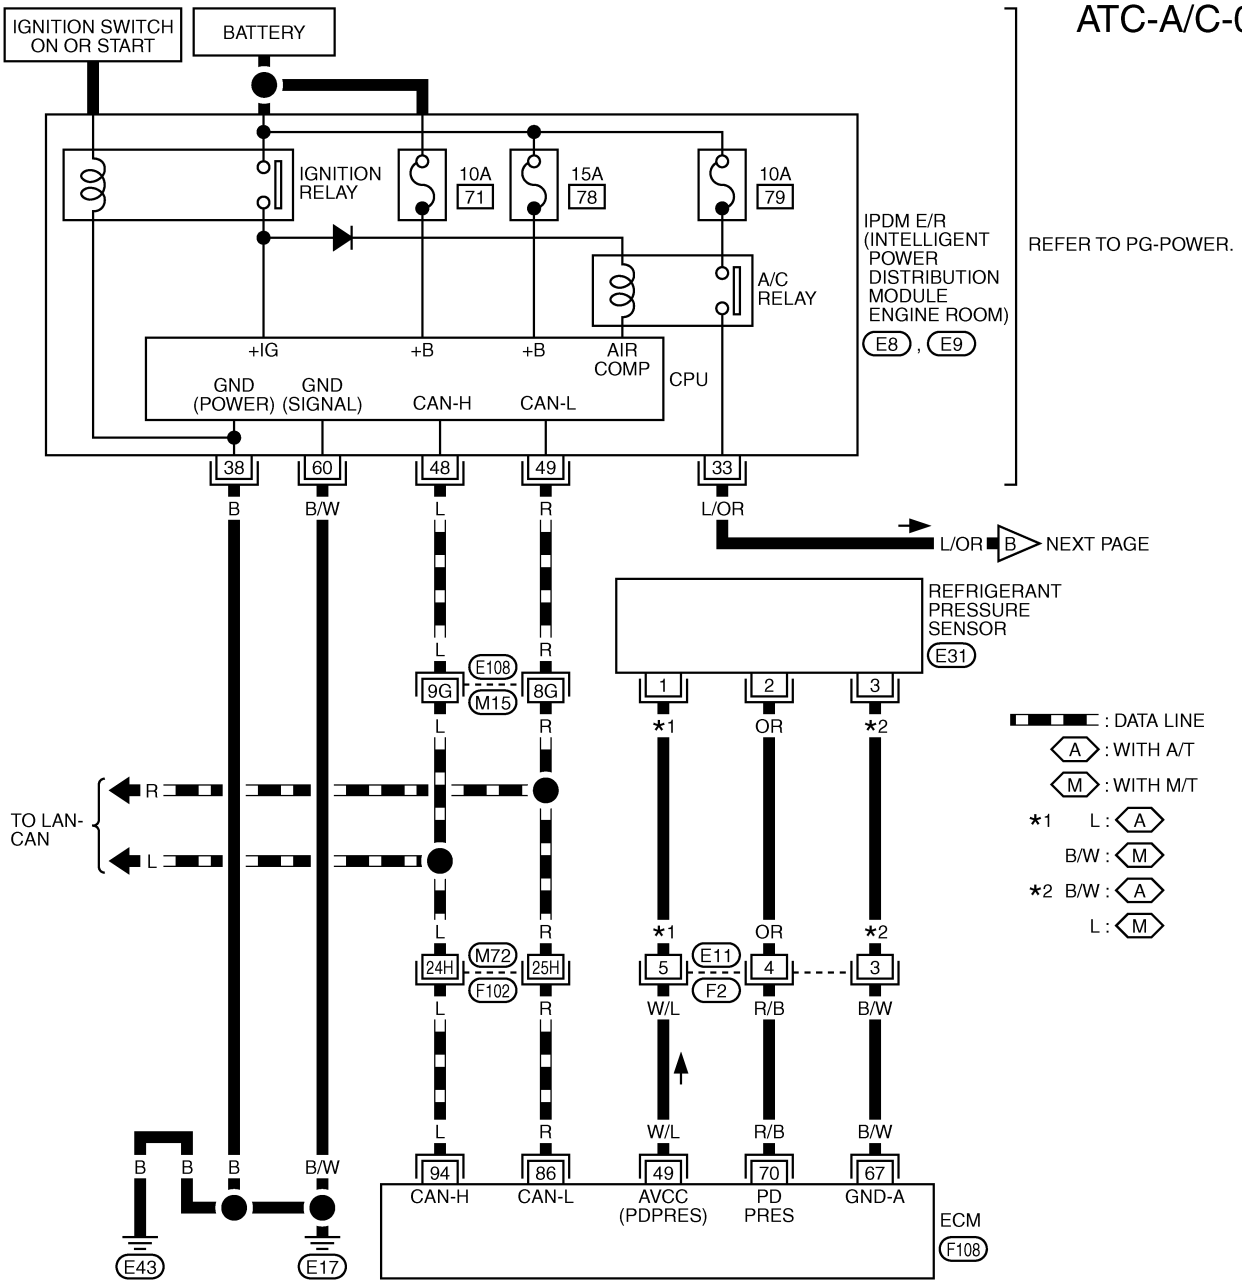 ATC-A/C-0
IGNITION SWITCH
ON OR START
BATTERY
IGNITION
RELAY
10A
71
15A
78
10A
79
IPDM E/R
(INTELLIGENT
POWER
DISTRIBUTION
MODULE
ENGINE ROOM)
E8 , E9
REFER TO PG-POWER.
A/C
RELAY
+IG +B +B AIR
COMP
CPU
GND
(POWER)
GND
(SIGNAL)
CAN-H CAN-L
38 60 48 49 33
B B/W L R L/OR
L/OR B NEXT PAGE
REFRIGERANT
PRESSURE
SENSOR
E31
L R
9G E108 8G
M15
1 2 3
L R *1 OR *2
: DATA LINE
A : WITH A/T
M : WITH M/T
*1 L : A
B/W : M
*2 B/W : A
L : M
TO LAN-
CAN
R
L
L R *1 OR *2
24H M72 25H 5 E11 4 3
F102 F2
L R W/L R/B B/W
L R W/L R/B B/W
B B B B/W
94 86 49 70 67
CAN-H CAN-L AVCC
(PDPRES)
PD
PRES
GND-A
ECM
F108
E43 E17